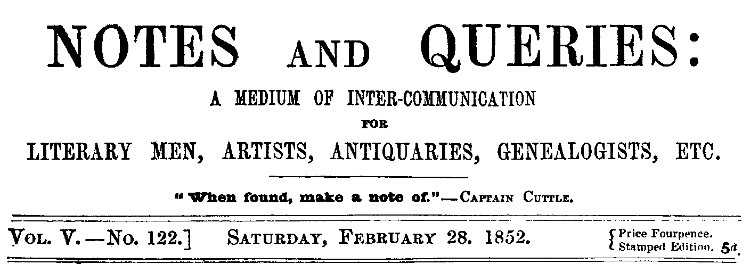 NOTES AND QUERIES:
A MEDIUM OF INTER-COMMUNICATION
FOR
LITERARY MEN, ARTISTS, ANTIQUARIES, GENEALOGISTS, ETC.
"When found, make a note of."—CAPTAIN CUTTLE.
VOL. V.—No. 122.] SATURDAY, FEBRUARY 28. 1852. { Price Fourpence.
{ Stamped Edition, 5d.